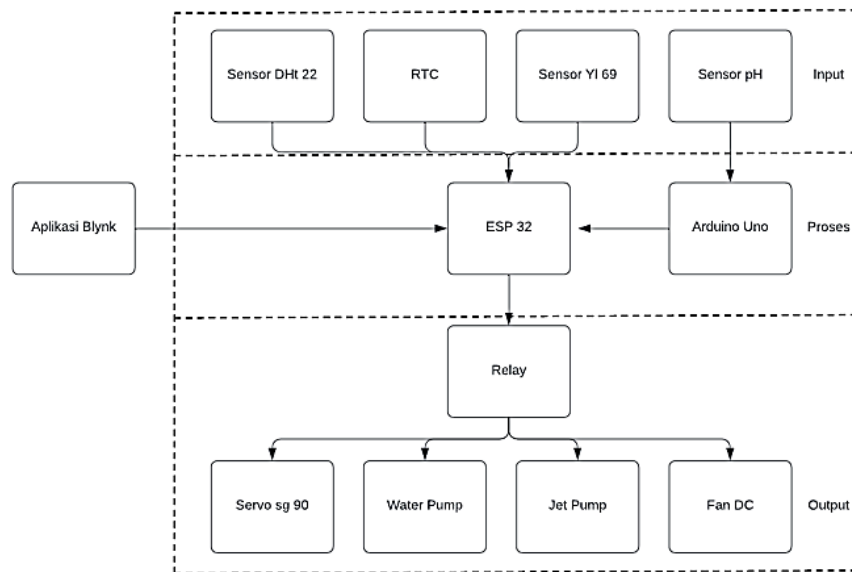 Sensor DHt 22
RTC
Sensor Yl 69
Sensor pH
Input
Aplikasi Blynk
ESP 32
Arduino Uno
Proses
Relay
Servo sg 90
Water Pump
Jet Pump
Fan DC
Output